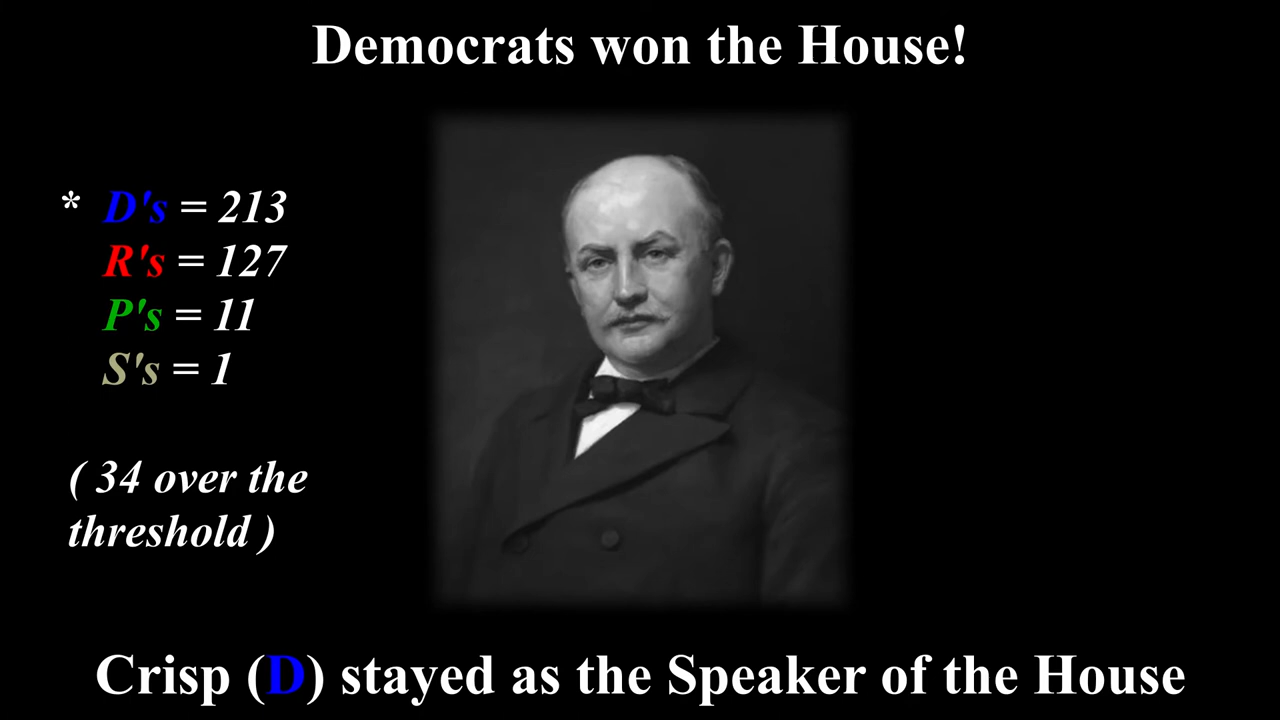 Democrats won the House!
* D's = 213
R's = 127
P's = 11
S's = 1
( 34 over the
threshold )
Crisp (D) stayed as the Speaker of the House